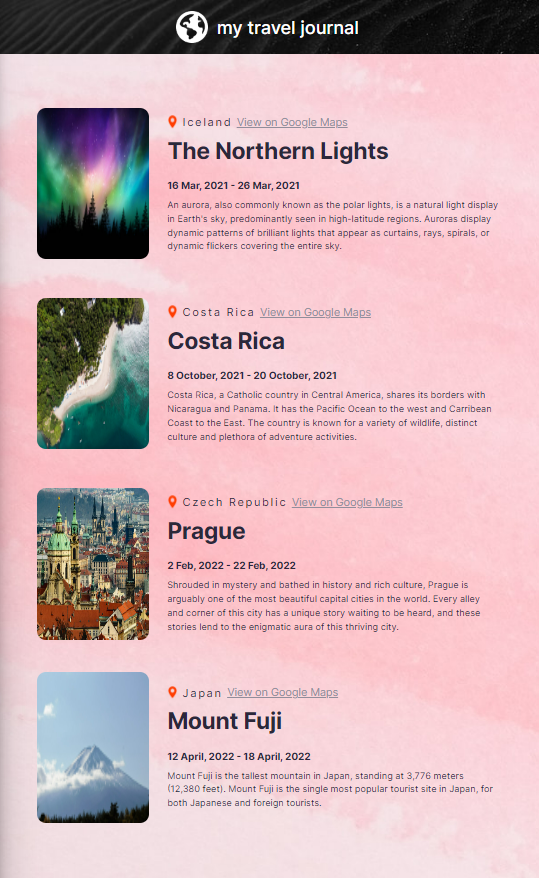 my travel journal
Iceland View on Google Maps
The Northern Lights
16 Mar, 2021 - 26 Mar, 2021
An aurora, also commonly known as the polar lights, is a natural light display
in Earth's sky, predominantly seen in high-latitude regions. Auroras display
dynamic patterns of brilliant lights that appear as curtains, rays, spirals, or
dynamic flickers covering the entire sky.
Costa Rica View on Google Maps
Costa Rica
8 October, 2021 - 20 October, 2021
Costa Rica, a Catholic country in Central America, shares its borders with
Nicaragua and Panama. It has the Pacific Ocean to the west and Carribean
Coast to the East. The country is known for a variety of wildlife, distinct
culture and plethora of adventure activities.
Czech Republic View on Google Maps
Prague
2 Feb, 2022 - 22 Feb, 2022
Shrouded in mystery and bathed in history and rich culture, Prague is
arguably one of the most beautiful capital cities in the world. Every alley
and corner of this city has a unique story waiting to be heard, and these
stories lend to the enigmatic aura of this thriving city.
Japan View on Google Maps
Mount Fuji
12 April, 2022 - 18 April, 2022
Mount Fuji is the tallest mountain in Japan, standing at 3,776 meters
(12,380 feet). Mount Fuji is the single most popular tourist site in Japan, for
both Japanese and foreign tourists.